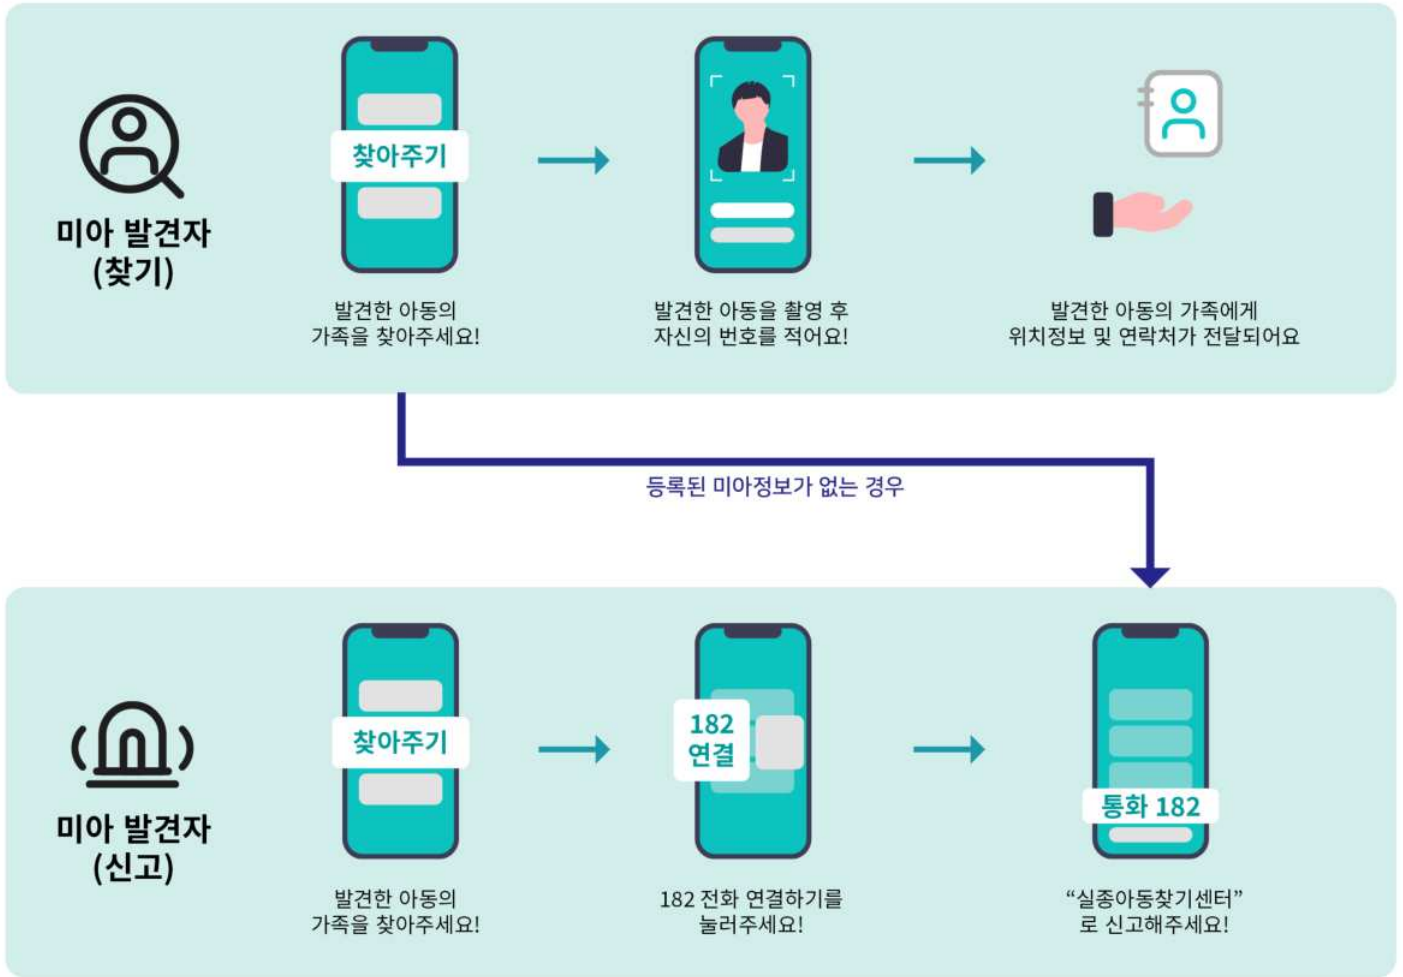 미아 발견자
(찾기)
찾아주기
발견한 아동의
가족을 찾아주세요!
발견한 아동을 촬영 후
자신의 번호를 적어요!
발견한 아동의 가족에게
위치정보 및 연락처가 전달되어요
등록된 미아정보가 없는 경우
미아 발견자
(신고)
찾아주기
발견한 아동의
가족을 찾아주세요!
182
연결
182 전화 연결하기를
눌러주세요!
통화 182
“실종아동찾기센터”
로 신고해주세요!